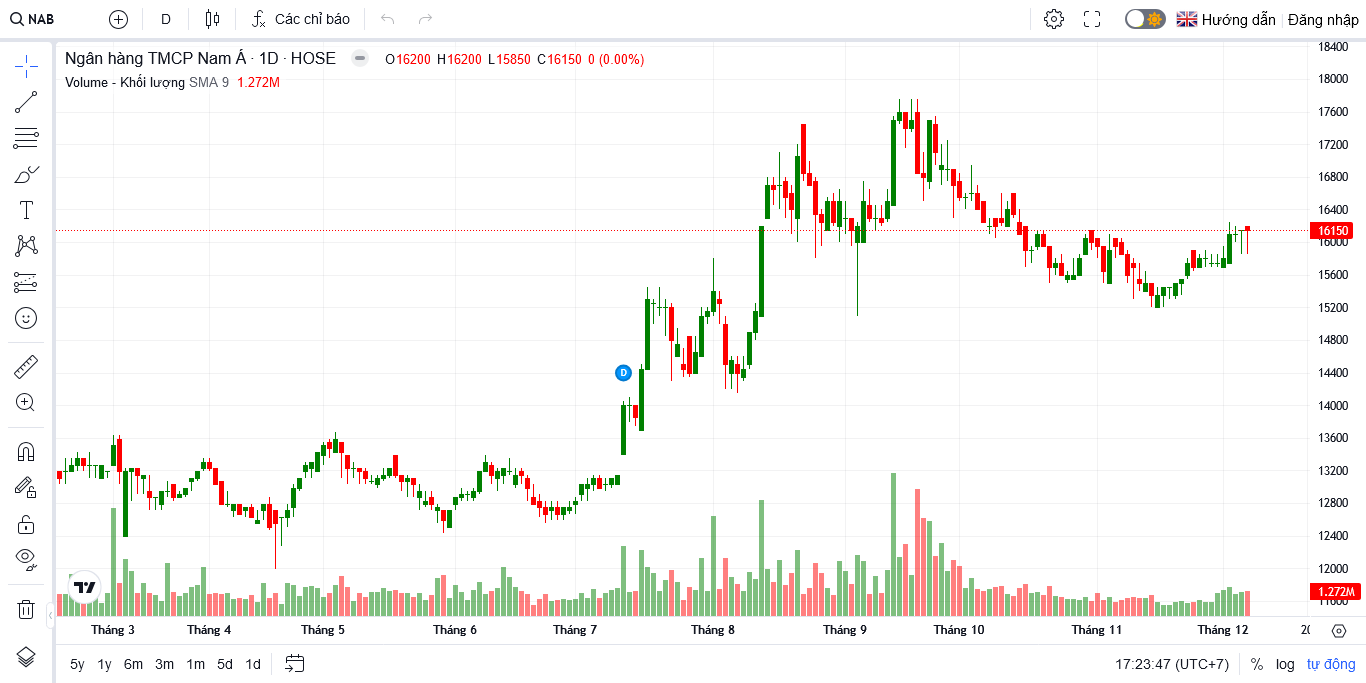 NAB D Các chỉ báo Hướng dẫn Đăng nhập
Ngân hàng TMCP Nam Á · 1D · HOSE O16200 H16200 L15850 C16150 0 (0.00%)
Volume - Khối lượng SMA 9 1.272M
18400
18000
17600
17200
16800
16400
16150
16000
15600
15200
14800
14400
D
14000
13600
13200
12800
12400
12000
1.272M
11600
Tháng 3 Tháng 4 Tháng 5 Tháng 6 Tháng 7 Tháng 8 Tháng 9 Tháng 10 Tháng 11 Tháng 12
5y 1y 6m 3m 1m 5d 1d 17:23:47 (UTC+7) % log tự động